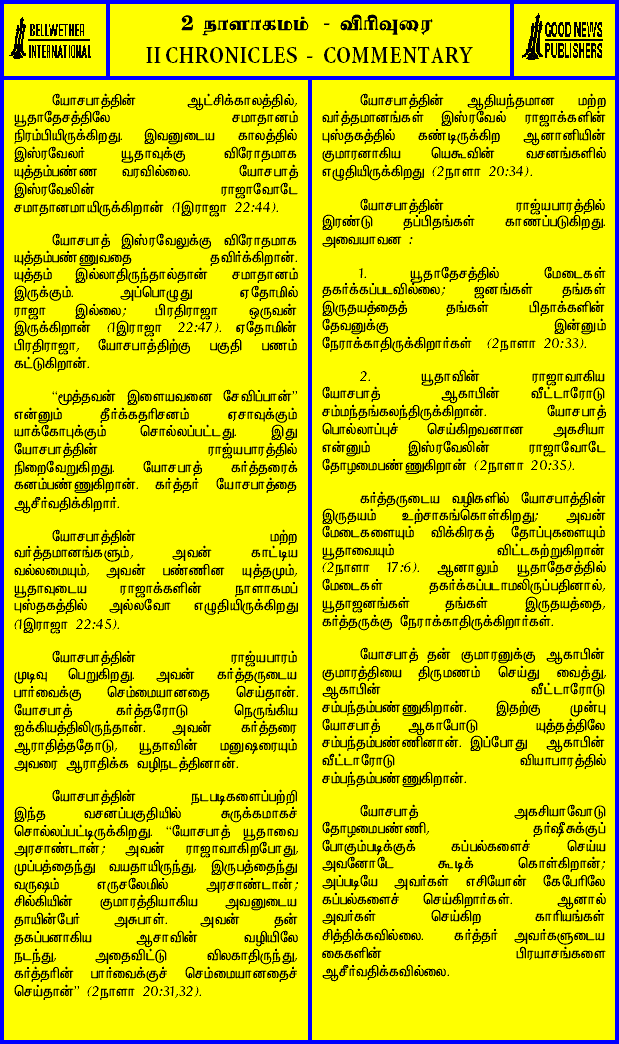 BELLWETHER
INTERNATIONAL
2 நாளாகமம் - விரிவுரை
II CHRONICLES - COMMENTARY
GOOD NEWS
PUBLISHERS
யோசபாத்தின் ஆட்சிக்காலத்தில்,
யூதாதேசத்திலே சமாதானம்
நிரம்பியிருக்கிறது. இவனுடைய காலத்தில்
இஸ்ரவேலர் யூதாவுக்கு விரோதமாக
யுத்தம்பண்ண வரவில்லை. யோசபாத்
இஸ்ரவேலின் ராஜாவோடே
சமாதானமாயிருக்கிறான் (1இராஜா 22:44).
யோசபாத் இஸ்ரவேலுக்கு விரோதமாக
யுத்தம்பண்ணுவதை தவிர்க்கிறான்.
யுத்தம் இல்லாதிருந்தால்தான் சமாதானம்
இருக்கும். அப்பொழுது ஏதோமில்
ராஜா இல்லை; பிரதிராஜா ஒருவன்
இருக்கிறான் (1இராஜா 22:47). ஏதோமின்
பிரதிராஜா, யோசபாத்திற்கு பகுதி பணம்
கட்டுகிறான்.
“மூத்தவன் இளையவனை சேவிப்பான்”
என்னும் தீர்க்கதரிசனம் ஏசாவுக்கும்
யாக்கோபுக்கும் சொல்லப்பட்டது. இது
யோசபாத்தின் ராஜ்யபாரத்தில்
நிறைவேறுகிறது. யோசபாத் கர்த்தரைக்
கனம்பண்ணுகிறான். கர்த்தர் யோசபாத்தை
ஆசீர்வதிக்கிறார்.
யோசபாத்தின் மற்ற
வர்த்தமானங்களும், அவன் காட்டிய
வல்லமையும், அவன் பண்ணின யுத்தமும்,
யூதாவுடைய ராஜாக்களின் நாளாகமப்
புஸ்தகத்தில் அல்லவோ எழுதியிருக்கிறது
(1இராஜா 22:45).
யோசபாத்தின் ராஜ்யபாரம்
முடிவு பெறுகிறது. அவன் கர்த்தருடைய
பார்வைக்கு செம்மையானதை செய்தான்.
யோசபாத் கர்த்தரோடு நெருங்கிய
ஐக்கியத்திலிருந்தான். அவன் கர்த்தரை
ஆராதித்ததோடு, யூதாவின் மனுஷரையும்
அவரை ஆராதிக்க வழிநடத்தினான்.
யோசபாத்தின் நடபடிகளைப்பற்றி
இந்த வசனப்பகுதியில் சுருக்கமாகச்
சொல்லப்பட்டிருக்கிறது. “யோசபாத் யூதாவை
அரசாண்டான்; அவன் ராஜாவாகிறபோது,
முப்பத்தைந்து வயதாயிருந்து, இருபத்தைந்து
வருஷம் எருசலேமில் அரசாண்டான்;
சில்கியின் குமாரத்தியாகிய அவனுடைய
தாயின்பேர் அசுபாள். அவன் தன்
தகப்பனாகிய ஆசாவின் வழியிலே
நடந்து, அதைவிட்டு விலகாதிருந்து,
கர்த்தரின் பார்வைக்குச் செம்மையானதைச்
செய்தான்” (2நாளா 20:31,32).
யோசபாத்தின் ஆதியந்தமான மற்ற
வர்த்தமானங்கள் இஸ்ரவேல் ராஜாக்களின்
புஸ்தகத்தில் கண்டிருக்கிற ஆனானியின்
குமாரனாகிய யெகூவின் வசனங்களில்
எழுதியிருக்கிறது (2நாளா 20:34).
யோசபாத்தின் ராஜ்யபாரத்தில்
இரண்டு தப்பிதங்கள் காணப்படுகிறது.
அவையாவன :
1. யூதாதேசத்தில் மேடைகள்
தகர்க்கப்படவில்லை; ஜனங்கள் தங்கள்
இருதயத்தைத் தங்கள் பிதாக்களின்
தேவனுக்கு இன்னும்
நேராக்காதிருக்கிறார்கள் (2நாளா 20:33).
2. யூதாவின் ராஜாவாகிய
யோசபாத் ஆகாபின் வீட்டாரோடு
சம்மந்தங்கலந்திருக்கிறான். யோசபாத்
பொல்லாப்புச் செய்கிறவனான அகசியா
என்னும் இஸ்ரவேலின் ராஜாவோடே
தோழமைபண்ணுகிறான் (2நாளா 20:35).
கர்த்தருடைய வழிகளில் யோசபாத்தின்
இருதயம் உற்சாகங்கொள்கிறது; அவன்
மேடைகளையும் விக்கிரகத் தோப்புகளையும்
யூதாவையும் விட்டகற்றுகிறான்
(2நாளா 17:6). ஆனாலும் யூதாதேசத்தில்
மேடைகள் தகர்க்கப்படாமலிருப்பதினால்,
யூதாஜனங்கள் தங்கள் இருதயத்தை,
கர்த்தருக்கு நேராக்காதிருக்கிறார்கள்.
யோசபாத் தன் குமாரனுக்கு ஆகாபின்
குமாரத்தியை திருமணம் செய்து வைத்து,
ஆகாபின் வீட்டாரோடு
சம்பந்தம்பண்ணுகிறான். இதற்கு முன்பு
யோசபாத் ஆகாபோடு யுத்தத்திலே
சம்பந்தம்பண்ணினான். இப்போது ஆகாபின்
வீட்டாரோடு வியாபாரத்தில்
சம்பந்தம்பண்ணுகிறான்.
யோசபாத் அகசியாவோடு
தோழமைபண்ணி, தர்ஷீசுக்குப்
போகும்படிக்குக் கப்பல்களைச் செய்ய
அவனோடே கூடிக் கொள்கிறான்;
அப்படியே அவர்கள் எசியோன் கேபேரிலே
கப்பல்களைச் செய்கிறார்கள். ஆனால்
அவர்கள் செய்கிற காரியங்கள்
சித்திக்கவில்லை. கர்த்தர் அவர்களுடைய
கைகளின் பிரயாசங்களை
ஆசீர்வதிக்கவில்லை.